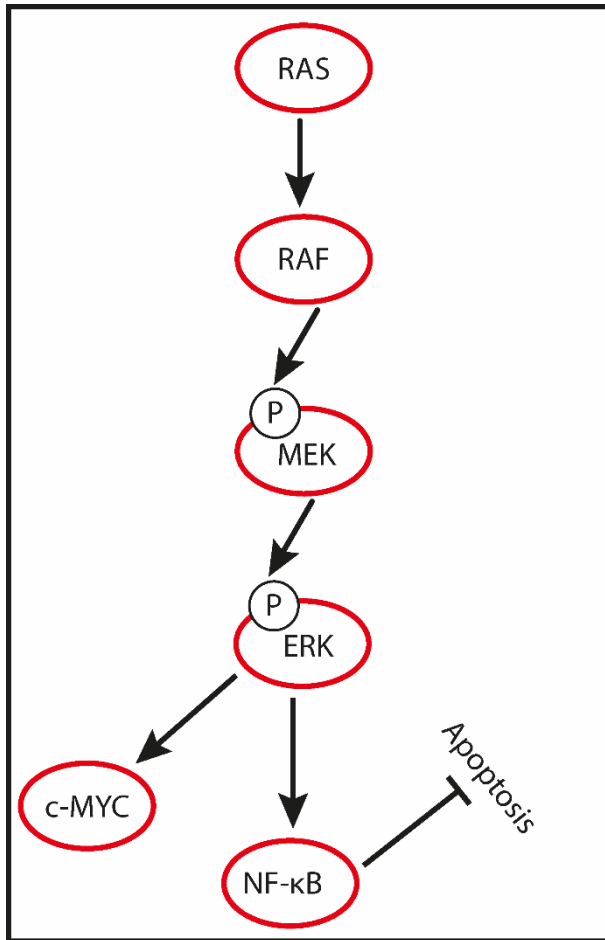 RAS
RAF
P
MEK
P
ERK
c-MYC
Apoptosis
NF-κB